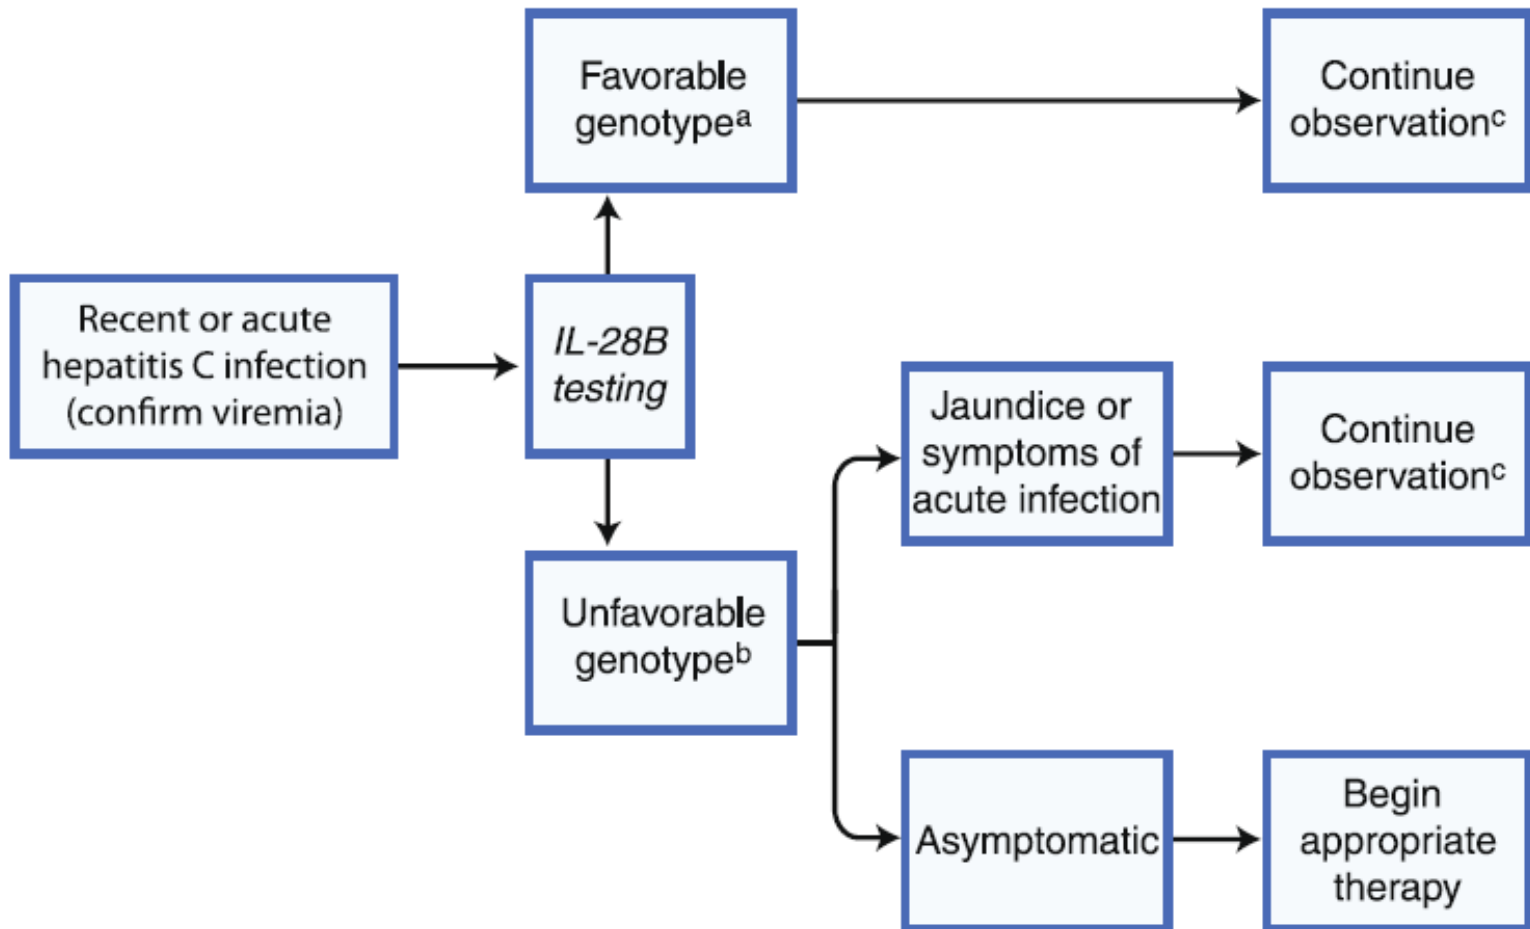 Favorable
genotypeᵃ
Continue
observationᶜ
Recent or acute
hepatitis C infection
(confirm viremia)
IL-28B
testing
Jaundice or
symptoms of
acute infection
Continue
observationᶜ
Unfavorable
genotypeᵇ
Asymptomatic
Begin
appropriate
therapy